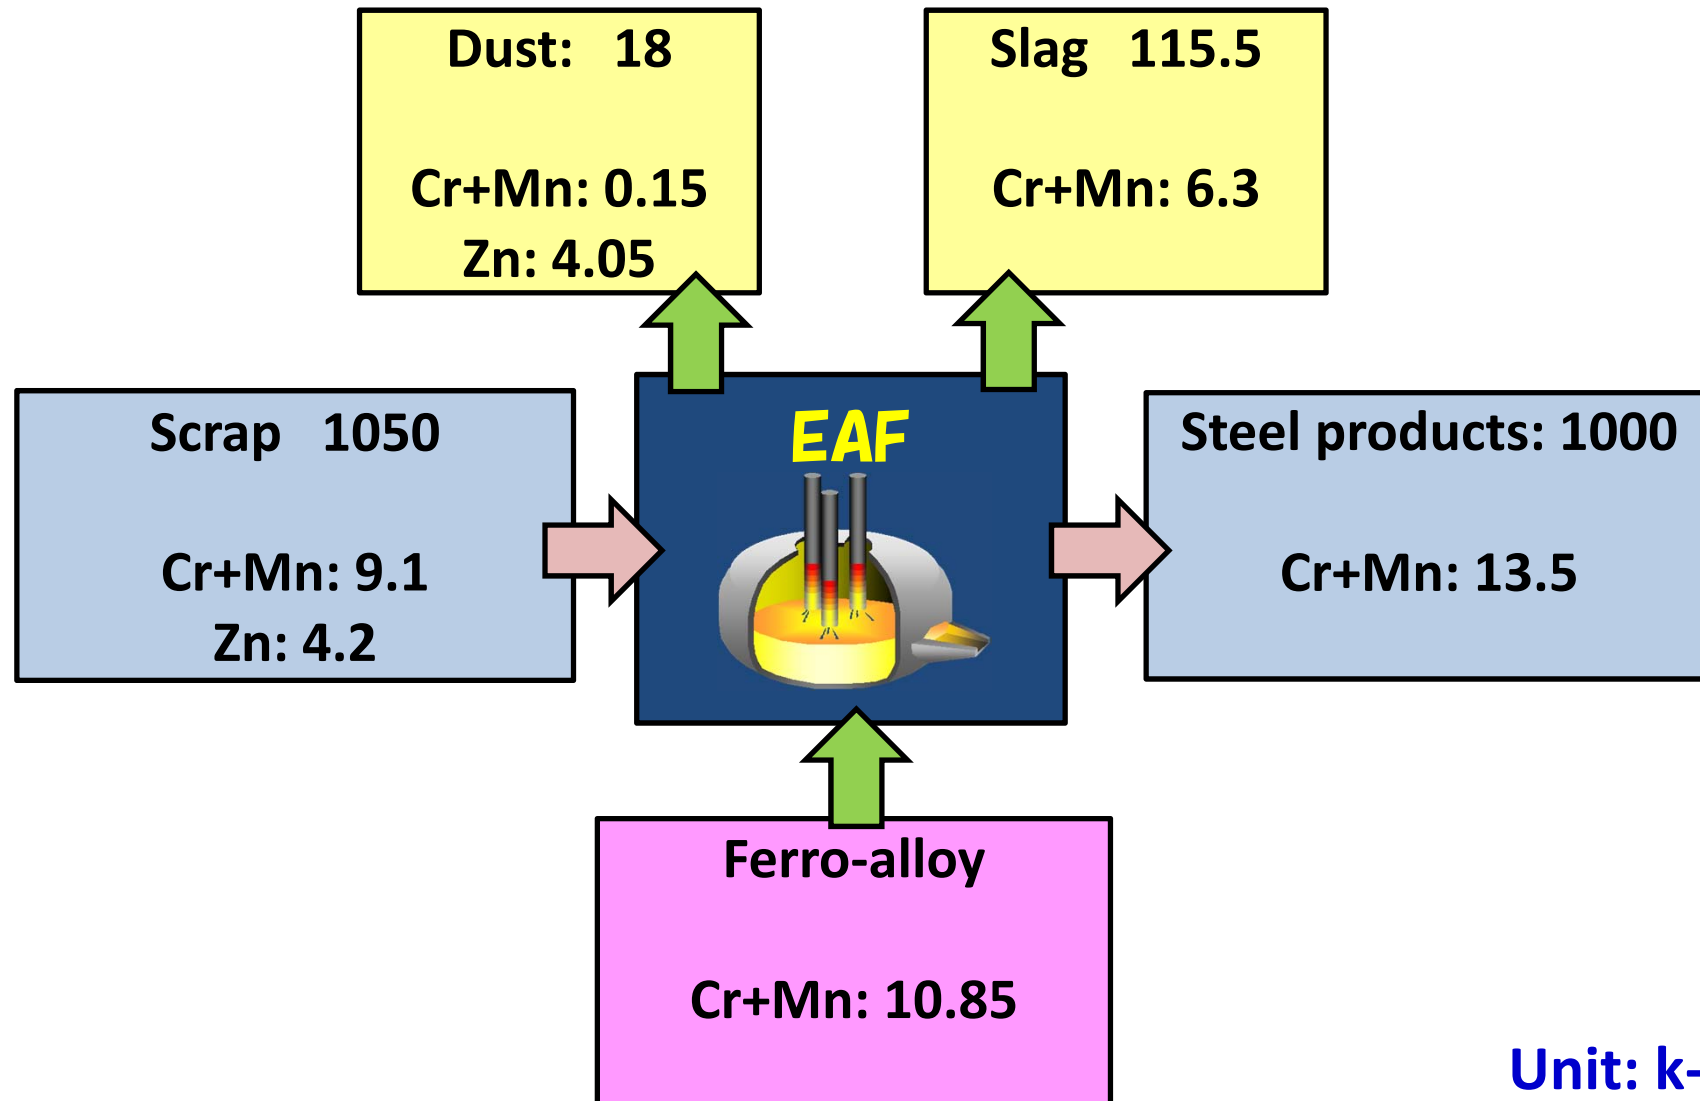 Dust:   18
Cr+Mn: 0.15
Zn: 4.05
Slag   115.5
Cr+Mn: 6.3
Scrap   1050
Cr+Mn: 9.1
Zn: 4.2
EAF
Steel products: 1000
Cr+Mn: 13.5
Ferro-alloy
Cr+Mn: 10.85
Unit: k-